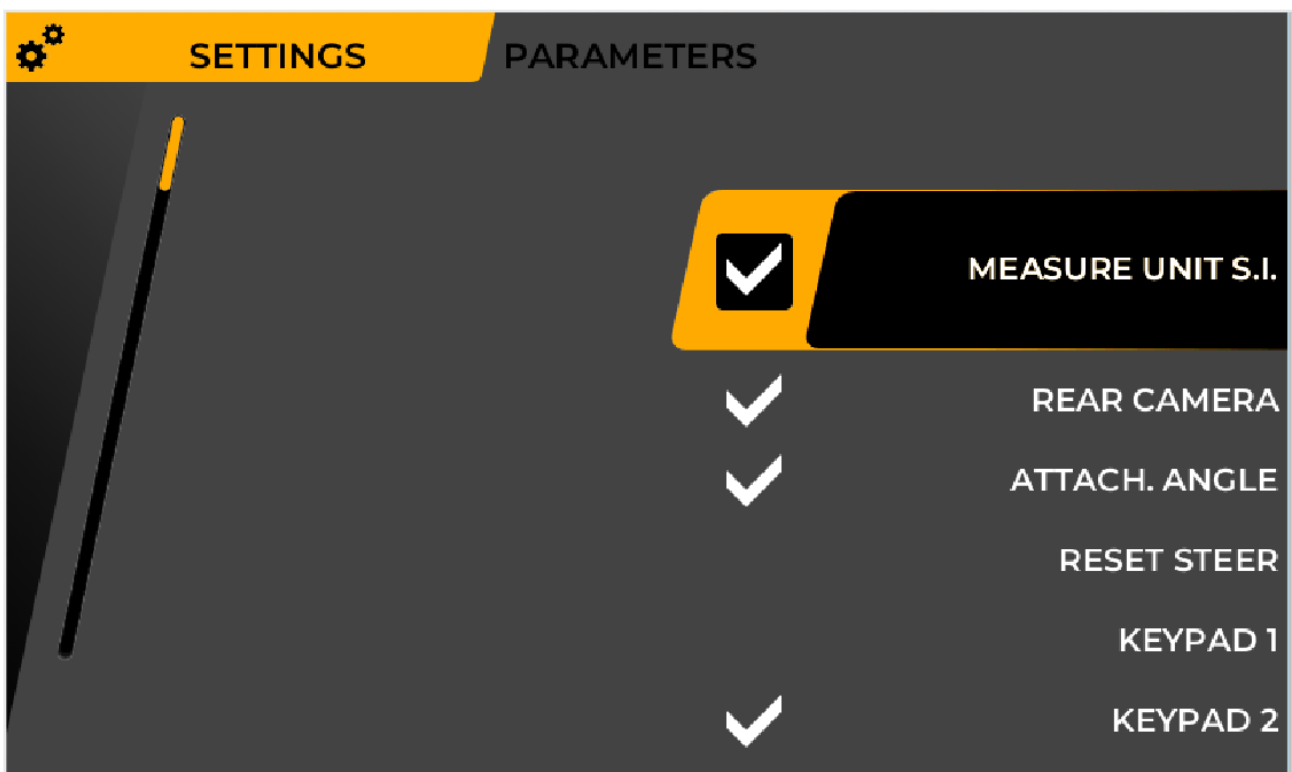 SETTINGS PARAMETERS
MEASURE UNIT S.I.
REAR CAMERA
ATTACH. ANGLE
RESET STEER
KEYPAD 1
KEYPAD 2